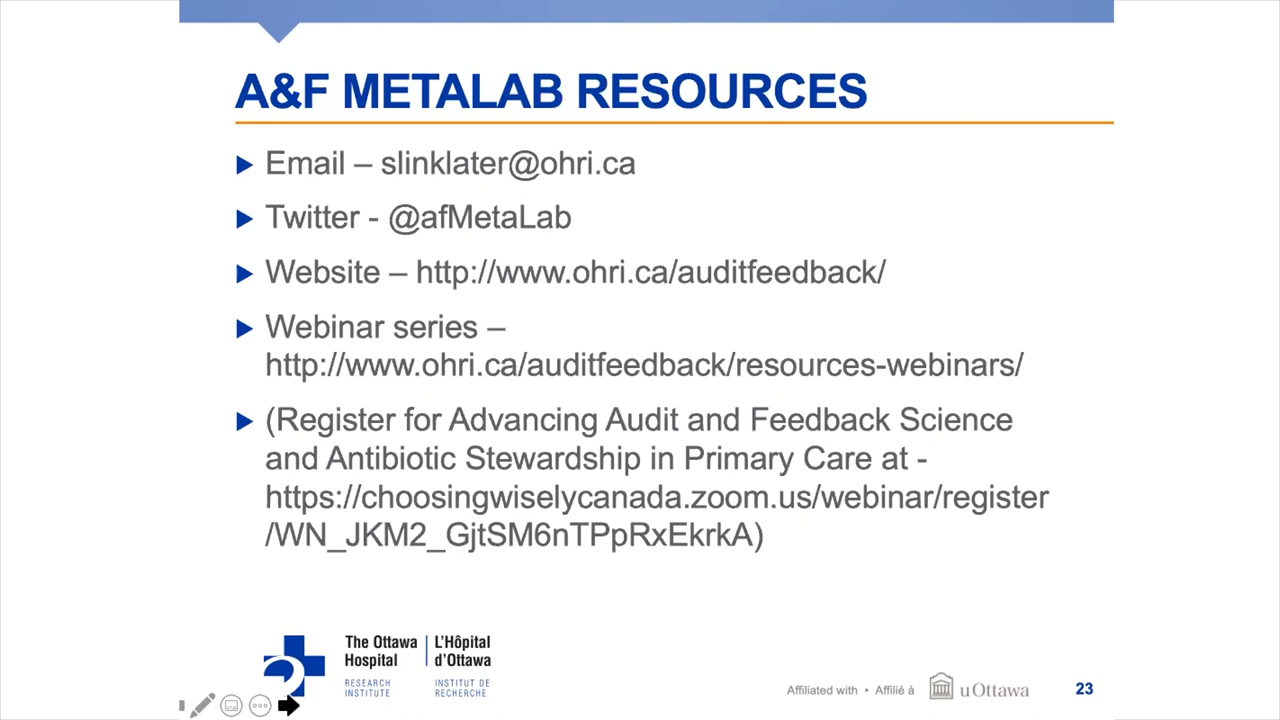 A&F METALAB RESOURCES
Email – slinklater@ohri.ca
Twitter - @afMetaLab
Website – http://www.ohri.ca/auditfeedback/
Webinar series –
http://www.ohri.ca/auditfeedback/resources-webinars/
(Register for Advancing Audit and Feedback Science
and Antibiotic Stewardship in Primary Care at -
https://choosingwiselycanada.zoom.us/webinar/register
/WN_JKM2_GjtSM6nTPpRxEkrkA)
The Ottawa
Hospital
RESEARCH
INSTITUTE
L'Hôpital
d'Ottawa
INSTITUT DE
RECHERCHE
Affiliated with • Affilié à
uOttawa
23